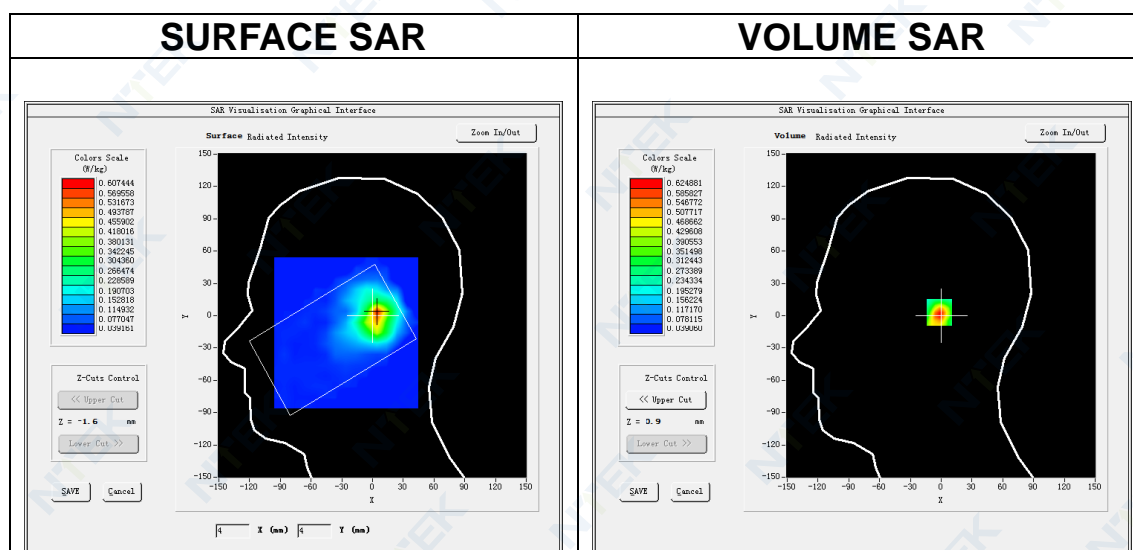 SURFACE SAR
VOLUME SAR
SAR Visualisation Graphical Interface
Surface Radiated Intensity
Zoom In/Out
Colors Scale
(W/kg)
0.607444
0.569558
0.531673
0.493787
0.455902
0.418016
0.380131
0.342245
0.304360
0.266474
0.228589
0.190703
0.152818
0.114932
0.077047
0.039161
Z-Cuts Control
<< Upper Cut
Z = -1.6 mm
Lower Cut >>
SAVE
Cancel
150
120
90
60
30
0
-30
-60
-90
-120
-150
Y
-150 -120 -90 -60 -30 0 30 60 90 120 150
X
4 X (mm) 4 Y (mm)
SAR Visualisation Graphical Interface
Volume Radiated Intensity
Zoom In/Out
Colors Scale
(W/kg)
0.624881
0.585827
0.546772
0.507717
0.468662
0.429608
0.390553
0.351498
0.312443
0.273389
0.234334
0.195279
0.156224
0.117170
0.078115
0.039060
Z-Cuts Control
<< Upper Cut
Z = 0.9 mm
Lower Cut >>
SAVE
Cancel
150
120
90
60
30
0
-30
-60
-90
-120
-150
Y
-150 -120 -90 -60 -30 0 30 60 90 120 150
X
NTEK